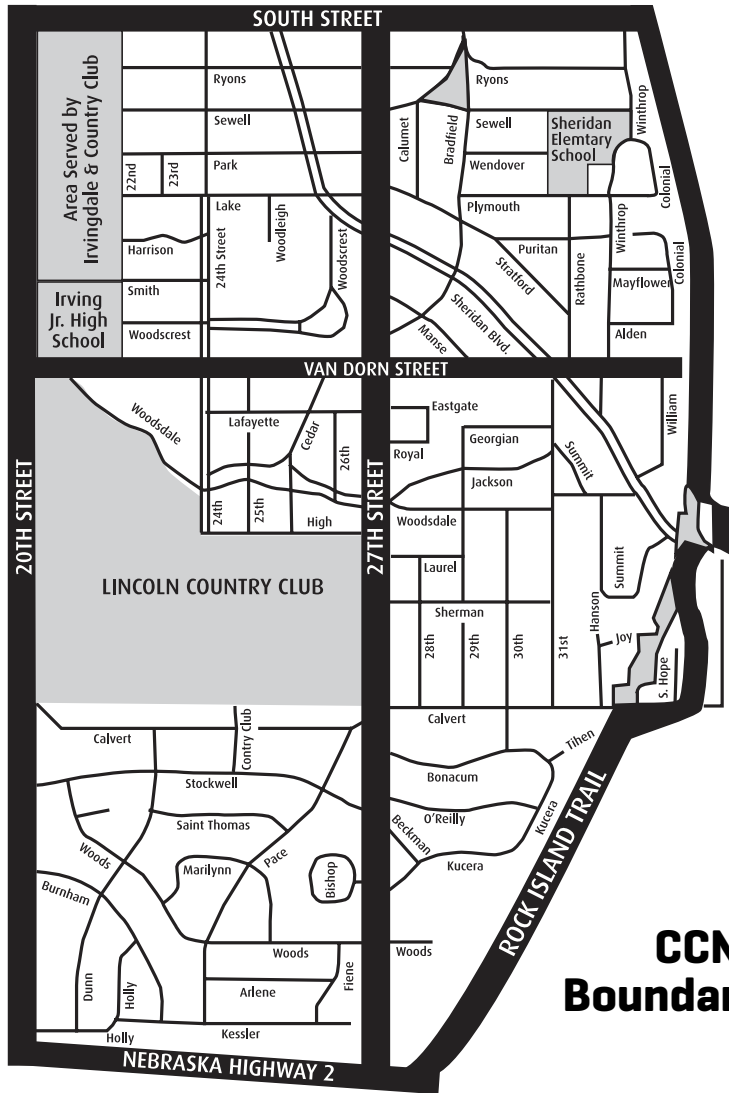 SOUTH STREET
Area Served by
Irvingdale & Country Club
Ryons
Sewell
Park
22nd
23rd
Lake
24th Street
Woodleigh
Woodscrest
Harrison
Smith
Woodscrest
Irving
Jr. High
School
Ryons
Calumet
Bradfield
Sewell
Wendover
Sheridan
Elemtary
School
Winthrop
Colonial
Plymouth
Puritan
Stratford
Rathbone
Winthrop
Colonial
Mayflower
Alden
Sheridan Blvd.
Manse
VAN DORN STREET
20TH STREET
27TH STREET
Woodsdale
Lafayette
Cedar
26th
24th
25th
High
Eastgate
Royal
Georgian
Jackson
Summit
William
Woodsdale
Laurel
Sherman
28th
29th
30th
31st
Hanson
Summit
Joy
S. Hope
LINCOLN COUNTRY CLUB
Calvert
Contry Club
Stockwell
Saint Thomas
Woods
Marilynn
Pace
Bishop
Burnham
Dunn
Holly
Woods
Arlene
Fiene
Kessler
Holly
Calvert
Tihen
Bonacum
O'Reilly
Beckman
Kucera
Kucera
Woods
ROCK ISLAND TRAIL
NEBRASKA HIGHWAY 2
CCN
Boundar